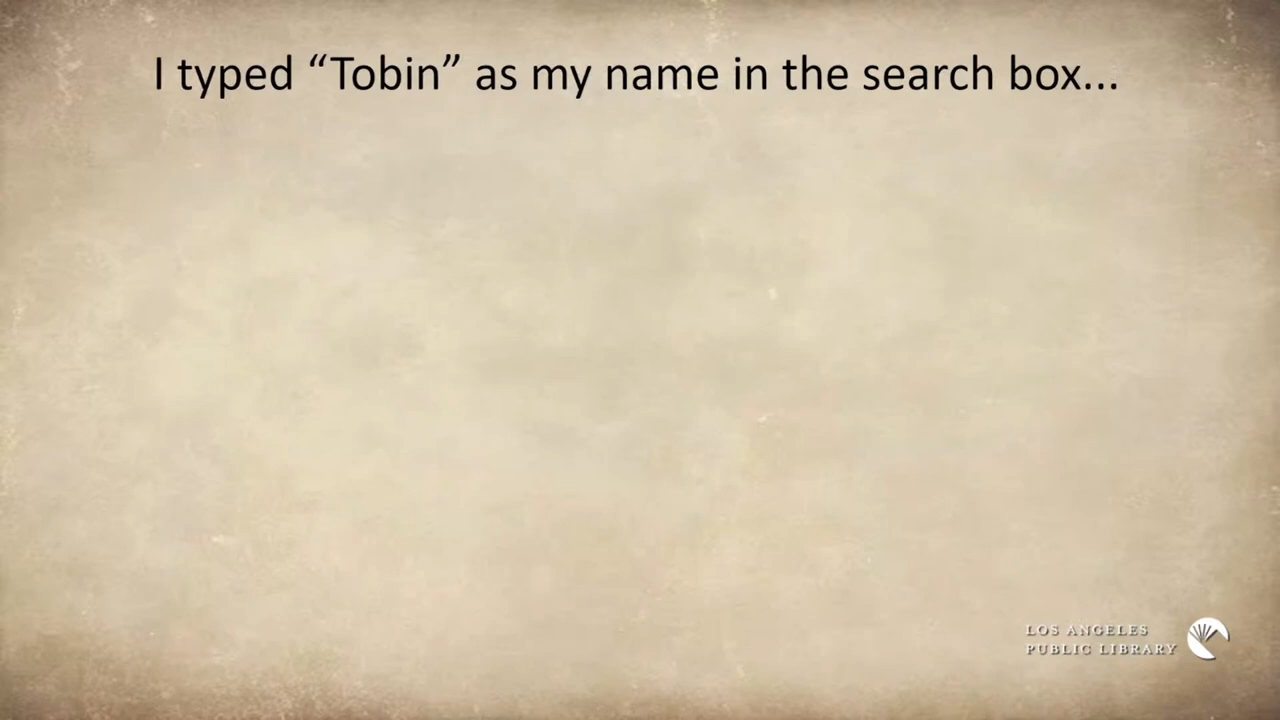 I typed “Tobin” as my name in the search box...
LOS ANGELES
PUBLIC LIBRARY